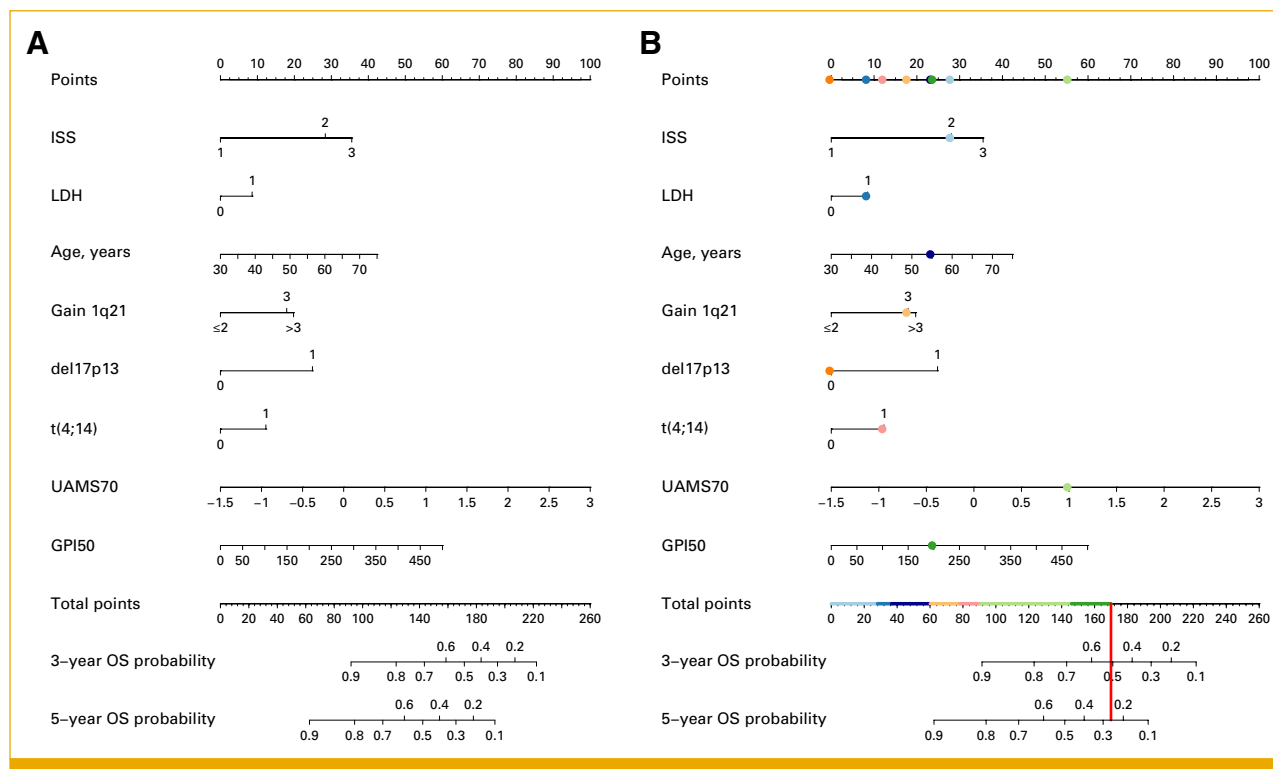 A
Points
0 10 20 30 40 50 60 70 80 90 100
ISS
2
1 3
LDH
1
0
Age, years
30 40 50 60 70
Gain 1q21
3
≤2 >3
del17p13
1
0
t(4;14)
1
0
UAMS70
−1.5 −1 −0.5 0 0.5 1 1.5 2 2.5 3
GPI50
0 50 150 250 350 450
Total points
0 20 40 60 80 100 140 180 220 260
3–year OS probability
0.6 0.4 0.2
0.9 0.8 0.7 0.5 0.3 0.1
5–year OS probability
0.6 0.4 0.2
0.9 0.8 0.7 0.5 0.3 0.1
B
Points
0 10 20 30 40 50 60 70 80 90 100
ISS
2
1 3
LDH
1
0
Age, years
30 40 50 60 70
Gain 1q21
3
≤2 >3
del17p13
1
0
t(4;14)
1
0
UAMS70
−1.5 −1 −0.5 0 0.5 1 1.5 2 2.5 3
GPI50
0 50 150 250 350 450
Total points
0 20 40 60 80 100 120 140 160 180 200 220 240 260
3–year OS probability
0.6 0.4 0.2
0.9 0.8 0.7 0.5 0.3 0.1
5–year OS probability
0.6 0.4 0.2
0.9 0.8 0.7 0.5 0.3 0.1